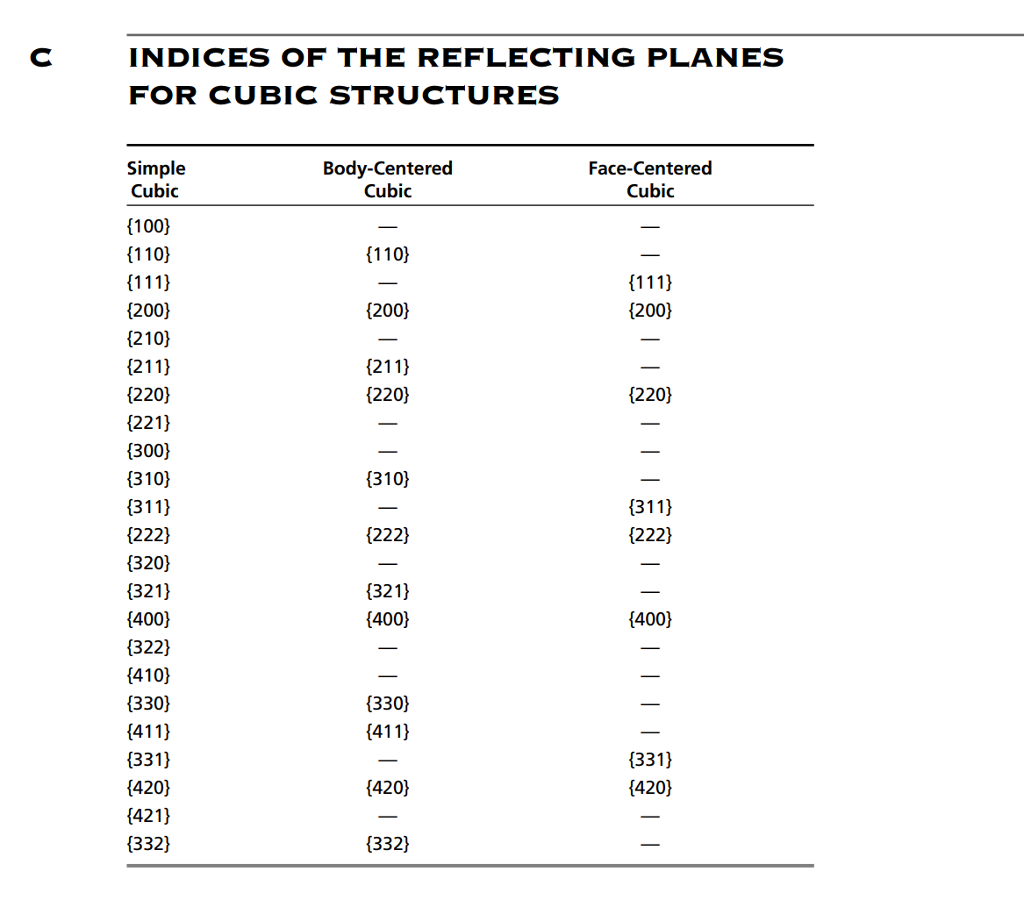 C INDICES OF THE REFLECTING PLANES
FOR CUBIC STRUCTURES
Simple Body-Centered Face-Centered
Cubic Cubic Cubic
{100} — —
{110} {110} —
{111} — {111}
{200} {200} {200}
{210} — —
{211} {211} —
{220} {220} {220}
{221} — —
{300} — —
{310} {310} —
{311} — {311}
{222} {222} {222}
{320} — —
{321} {321} —
{400} {400} {400}
{322} — —
{410} — —
{330} {330} —
{411} {411} —
{331} — {331}
{420} {420} {420}
{421} — —
{332} {332} —